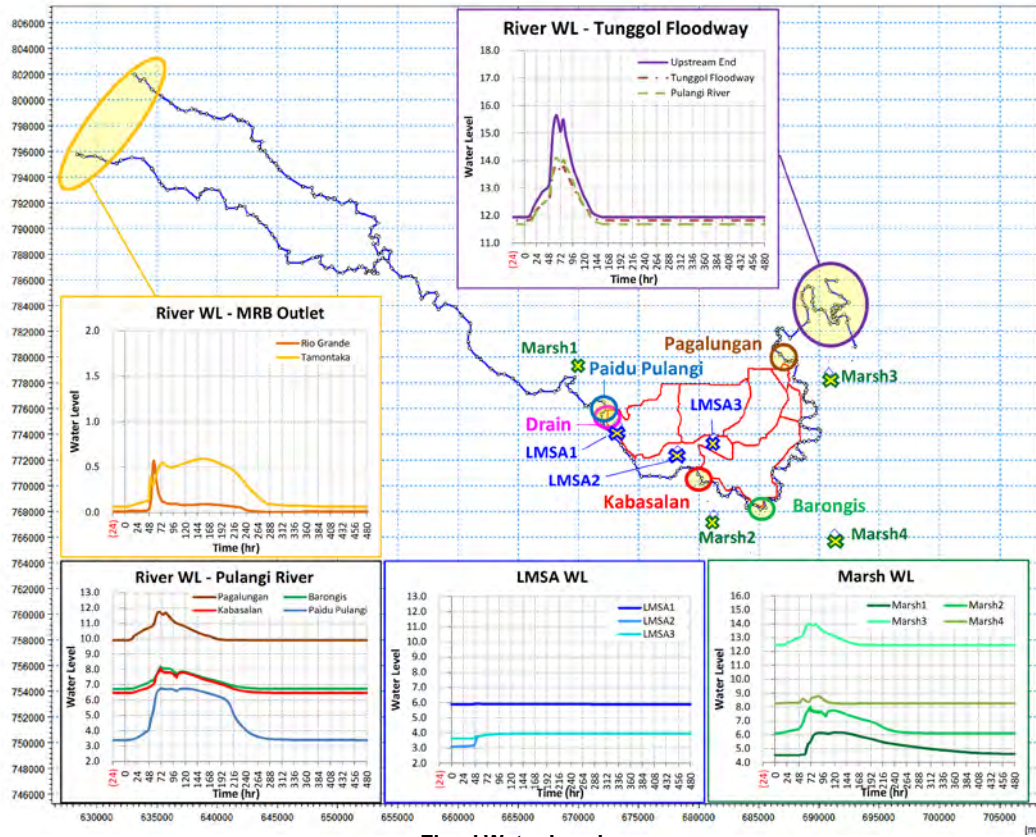 River WL - Tunggol Floodway
Water Level
18.0
17.0
16.0
15.0
14.0
13.0
12.0
11.0
Upstream End
Tunggol Floodway
Pulangi River
(24) 0 24 48 72 96 120 144 168 192 216 240 264 288 312 336 360 384 408 432 456 480
Time (hr)
806000
804000
802000
800000
798000
796000
794000
792000
790000
788000
786000
784000
782000
780000
778000
776000
774000
772000
770000
768000
766000
764000
762000
760000
758000
756000
754000
752000
750000
748000
746000
River WL - MRB Outlet
Water Level
2.0
1.5
1.0
0.5
0.0
Rio Grande
Tamontaka
(24) 0 24 48 72 96 120 144 168 192 216 240 264 288 312 336 360 384 408 432 456 480
Time (hr)
Marsh1
Paidu Pulangi
Pagalungan
Marsh3
Drain
LMSA3
LMSA1
LMSA2
Kabasalan
Barongis
Marsh2
Marsh4
River WL - Pulangi River
Water Level
13.0
12.0
11.0
10.0
9.0
8.0
7.0
6.0
5.0
4.0
3.0
2.0
Pagalungan
Barongis
Kabasalan
Paidu Pulangi
(24) 0 24 48 72 96 120 144 168 192 216 240 264 288 312 336 360 384 408 432 456 480
Time (hr)
LMSA WL
Water Level
13.0
12.0
11.0
10.0
9.0
8.0
7.0
6.0
5.0
4.0
3.0
2.0
LMSA1
LMSA2
LMSA3
(24) 0 24 48 72 96 120 144 168 192 216 240 264 288 312 336 360 384 408 432 456 480
Time (hr)
Marsh WL
Water Level
16.0
15.0
14.0
13.0
12.0
11.0
10.0
9.0
8.0
7.0
6.0
5.0
4.0
Marsh1
Marsh2
Marsh3
Marsh4
(24) 0 24 48 72 96 120 144 168 192 216 240 264 288 312 336 360 384 408 432 456 480
Time (hr)
630000 635000 640000 645000 650000 655000 660000 665000 670000 675000 680000 685000 690000 695000 700000 705000